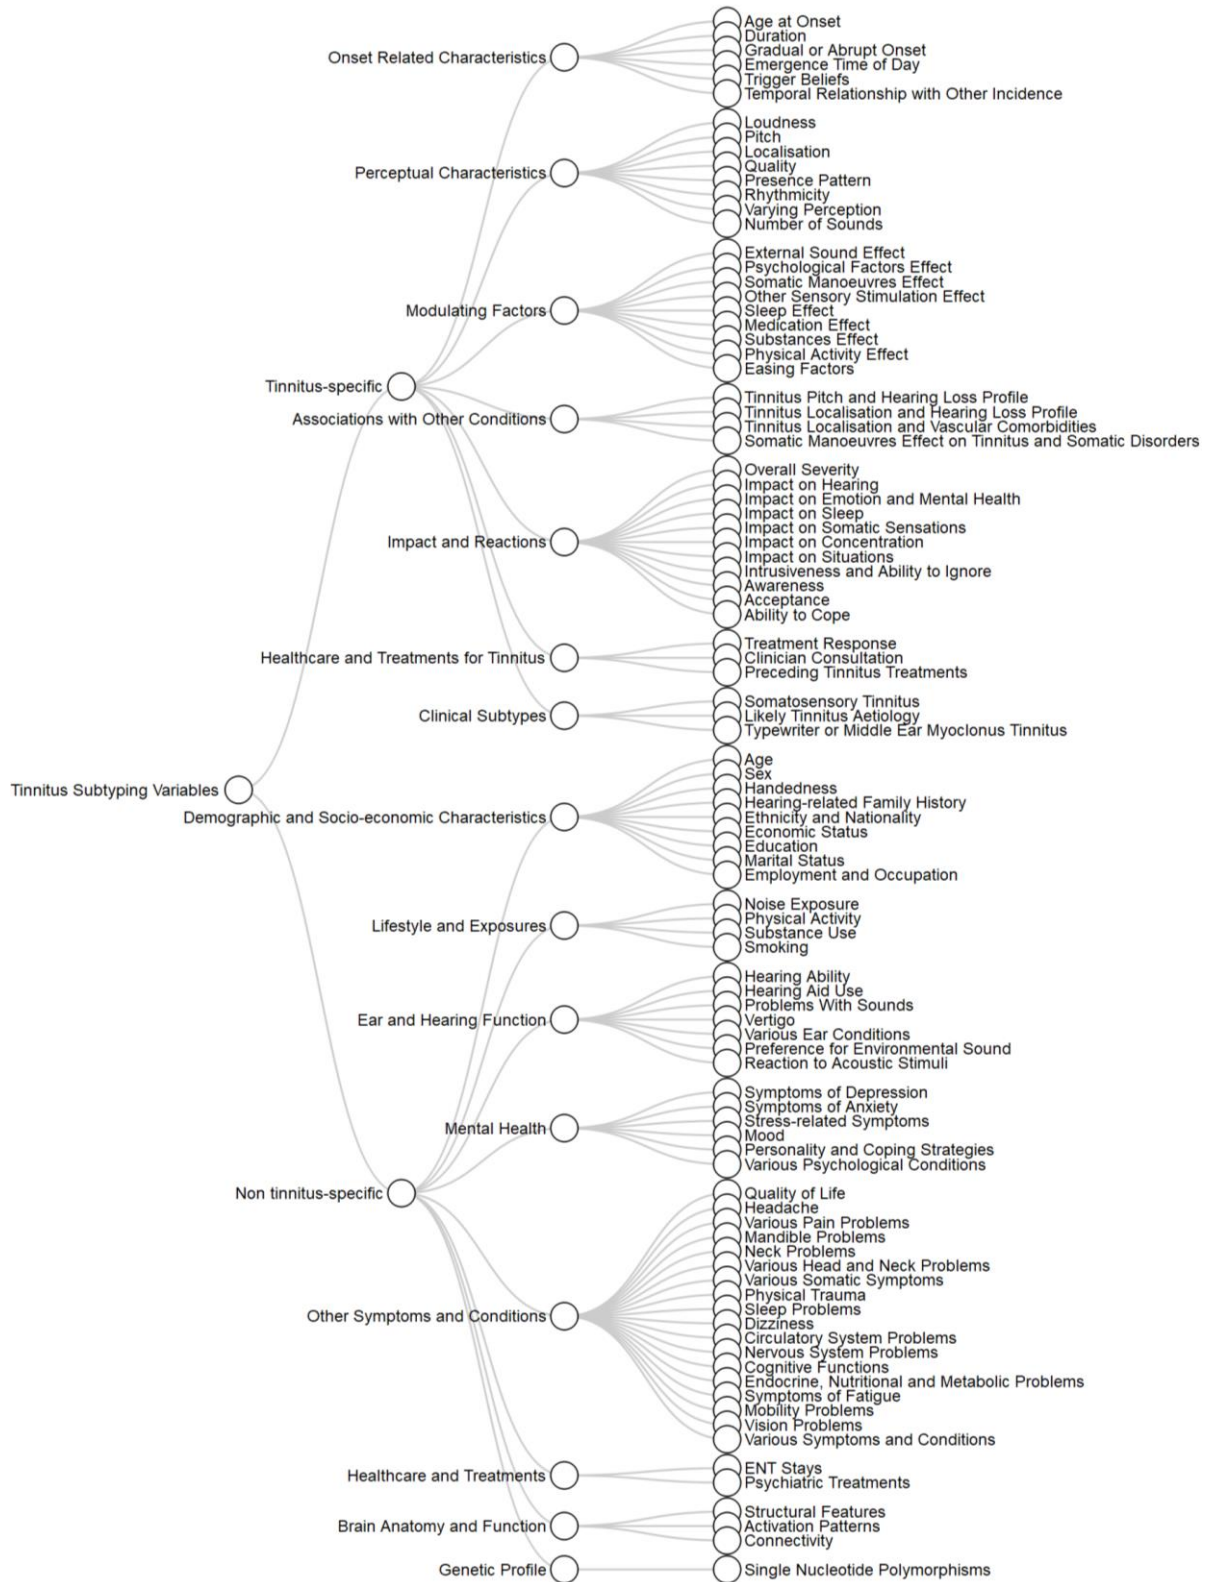 Tinnitus Subtyping Variables
Tinnitus-specific
Onset Related Characteristics
Age at Onset
Duration
Gradual or Abrupt Onset
Emergence Time of Day
Trigger Beliefs
Temporal Relationship with Other Incidence
Perceptual Characteristics
Loudness
Pitch
Localisation
Quality
Presence Pattern
Rhythmicity
Varying Perception
Number of Sounds
Modulating Factors
External Sound Effect
Psychological Factors Effect
Somatic Manoeuvres Effect
Other Sensory Stimulation Effect
Sleep Effect
Medication Effect
Substances Effect
Physical Activity Effect
Easing Factors
Associations with Other Conditions
Tinnitus Pitch and Hearing Loss Profile
Tinnitus Localisation and Hearing Loss Profile
Tinnitus Localisation and Vascular Comorbidities
Somatic Manoeuvres Effect on Tinnitus and Somatic Disorders
Impact and Reactions
Overall Severity
Impact on Hearing
Impact on Emotion and Mental Health
Impact on Sleep
Impact on Somatic Sensations
Impact on Concentration
Impact on Situations
Intrusiveness and Ability to Ignore
Awareness
Acceptance
Ability to Cope
Healthcare and Treatments for Tinnitus
Treatment Response
Clinician Consultation
Preceding Tinnitus Treatments
Clinical Subtypes
Somatosensory Tinnitus
Likely Tinnitus Aetiology
Typewriter or Middle Ear Myoclonus Tinnitus
Non tinnitus-specific
Demographic and Socio-economic Characteristics
Age
Sex
Handedness
Hearing-related Family History
Ethnicity and Nationality
Economic Status
Education
Marital Status
Employment and Occupation
Lifestyle and Exposures
Noise Exposure
Physical Activity
Substance Use
Smoking
Ear and Hearing Function
Hearing Ability
Hearing Aid Use
Problems With Sounds
Vertigo
Various Ear Conditions
Preference for Environmental Sound
Reaction to Acoustic Stimuli
Mental Health
Symptoms of Depression
Symptoms of Anxiety
Stress-related Symptoms
Mood
Personality and Coping Strategies
Various Psychological Conditions
Other Symptoms and Conditions
Quality of Life
Headache
Various Pain Problems
Mandible Problems
Neck Problems
Various Head and Neck Problems
Various Somatic Symptoms
Physical Trauma
Sleep Problems
Dizziness
Circulatory System Problems
Nervous System Problems
Cognitive Functions
Endocrine, Nutritional and Metabolic Problems
Symptoms of Fatigue
Mobility Problems
Vision Problems
Various Symptoms and Conditions
Healthcare and Treatments
ENT Stays
Psychiatric Treatments
Brain Anatomy and Function
Structural Features
Activation Patterns
Connectivity
Genetic Profile
Single Nucleotide Polymorphisms